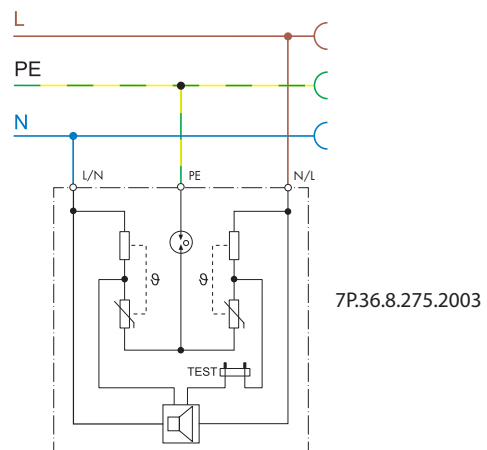 L
PE
N
L/N PE N/L
ϑ ϑ
7P.36.8.275.2003
TEST